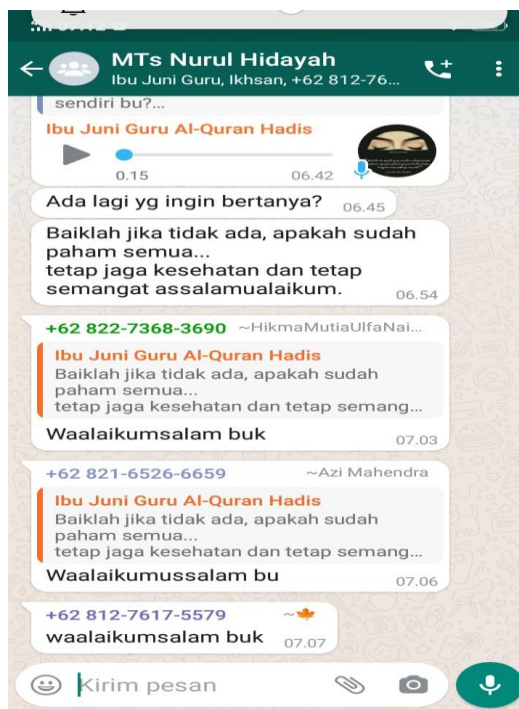 MTs Nurul Hidayah
Ibu Juni Guru, Ikhsan, +62 812-76...
sendiri bu?...
Ibu Juni Guru Al-Quran Hadis
0.15 06.42
Ada lagi yg ingin bertanya? 06.45
Baiklah jika tidak ada, apakah sudah
paham semua...
tetap jaga kesehatan dan tetap
semangat assalamualaikum. 06.54
+62 822-7368-3690 ~HikmaMutiaUlfaNai...
Ibu Juni Guru Al-Quran Hadis
Baiklah jika tidak ada, apakah sudah
paham semua...
tetap jaga kesehatan dan tetap semang...
Waalaikumsalam buk 07.03
+62 821-6526-6659 ~Azi Mahendra
Ibu Juni Guru Al-Quran Hadis
Baiklah jika tidak ada, apakah sudah
paham semua...
tetap jaga kesehatan dan tetap semang...
Waalaikumussalam bu 07.06
+62 812-7617-5579 ~🍁
waalaikumsalam buk 07.07
Kirim pesan